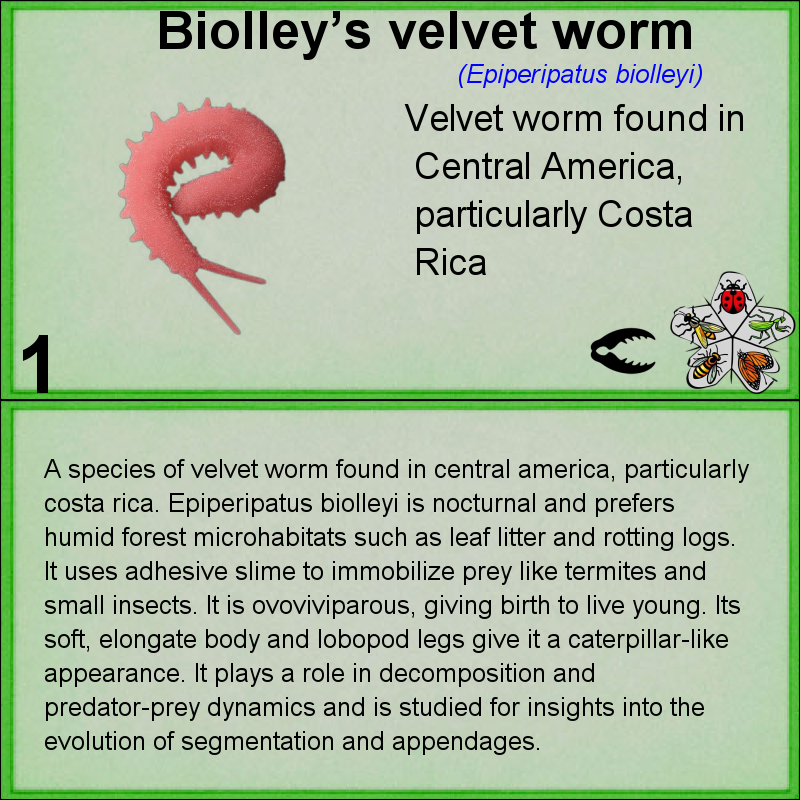 Biolley’s velvet worm
(Epiperipatus biolleyi)
Velvet worm found in
Central America,
particularly Costa
Rica
1
A species of velvet worm found in central america, particularly
costa rica. Epiperipatus biolleyi is nocturnal and prefers
humid forest microhabitats such as leaf litter and rotting logs.
It uses adhesive slime to immobilize prey like termites and
small insects. It is ovoviviparous, giving birth to live young. Its
soft, elongate body and lobopod legs give it a caterpillar-like
appearance. It plays a role in decomposition and
predator-prey dynamics and is studied for insights into the
evolution of segmentation and appendages.